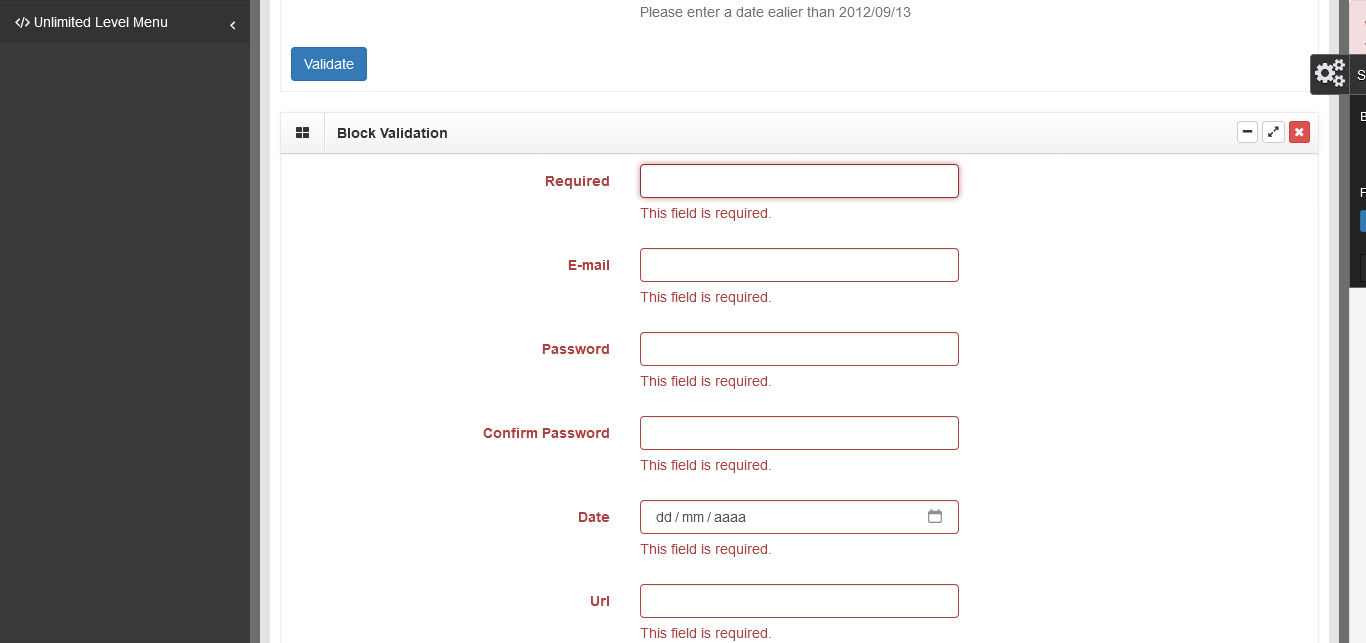 </> Unlimited Level Menu
Please enter a date ealier than 2012/09/13
Validate
Block Validation
Required
This field is required.
E-mail
This field is required.
Password
This field is required.
Confirm Password
This field is required.
Date
dd / mm / aaaa
This field is required.
Url
This field is required.